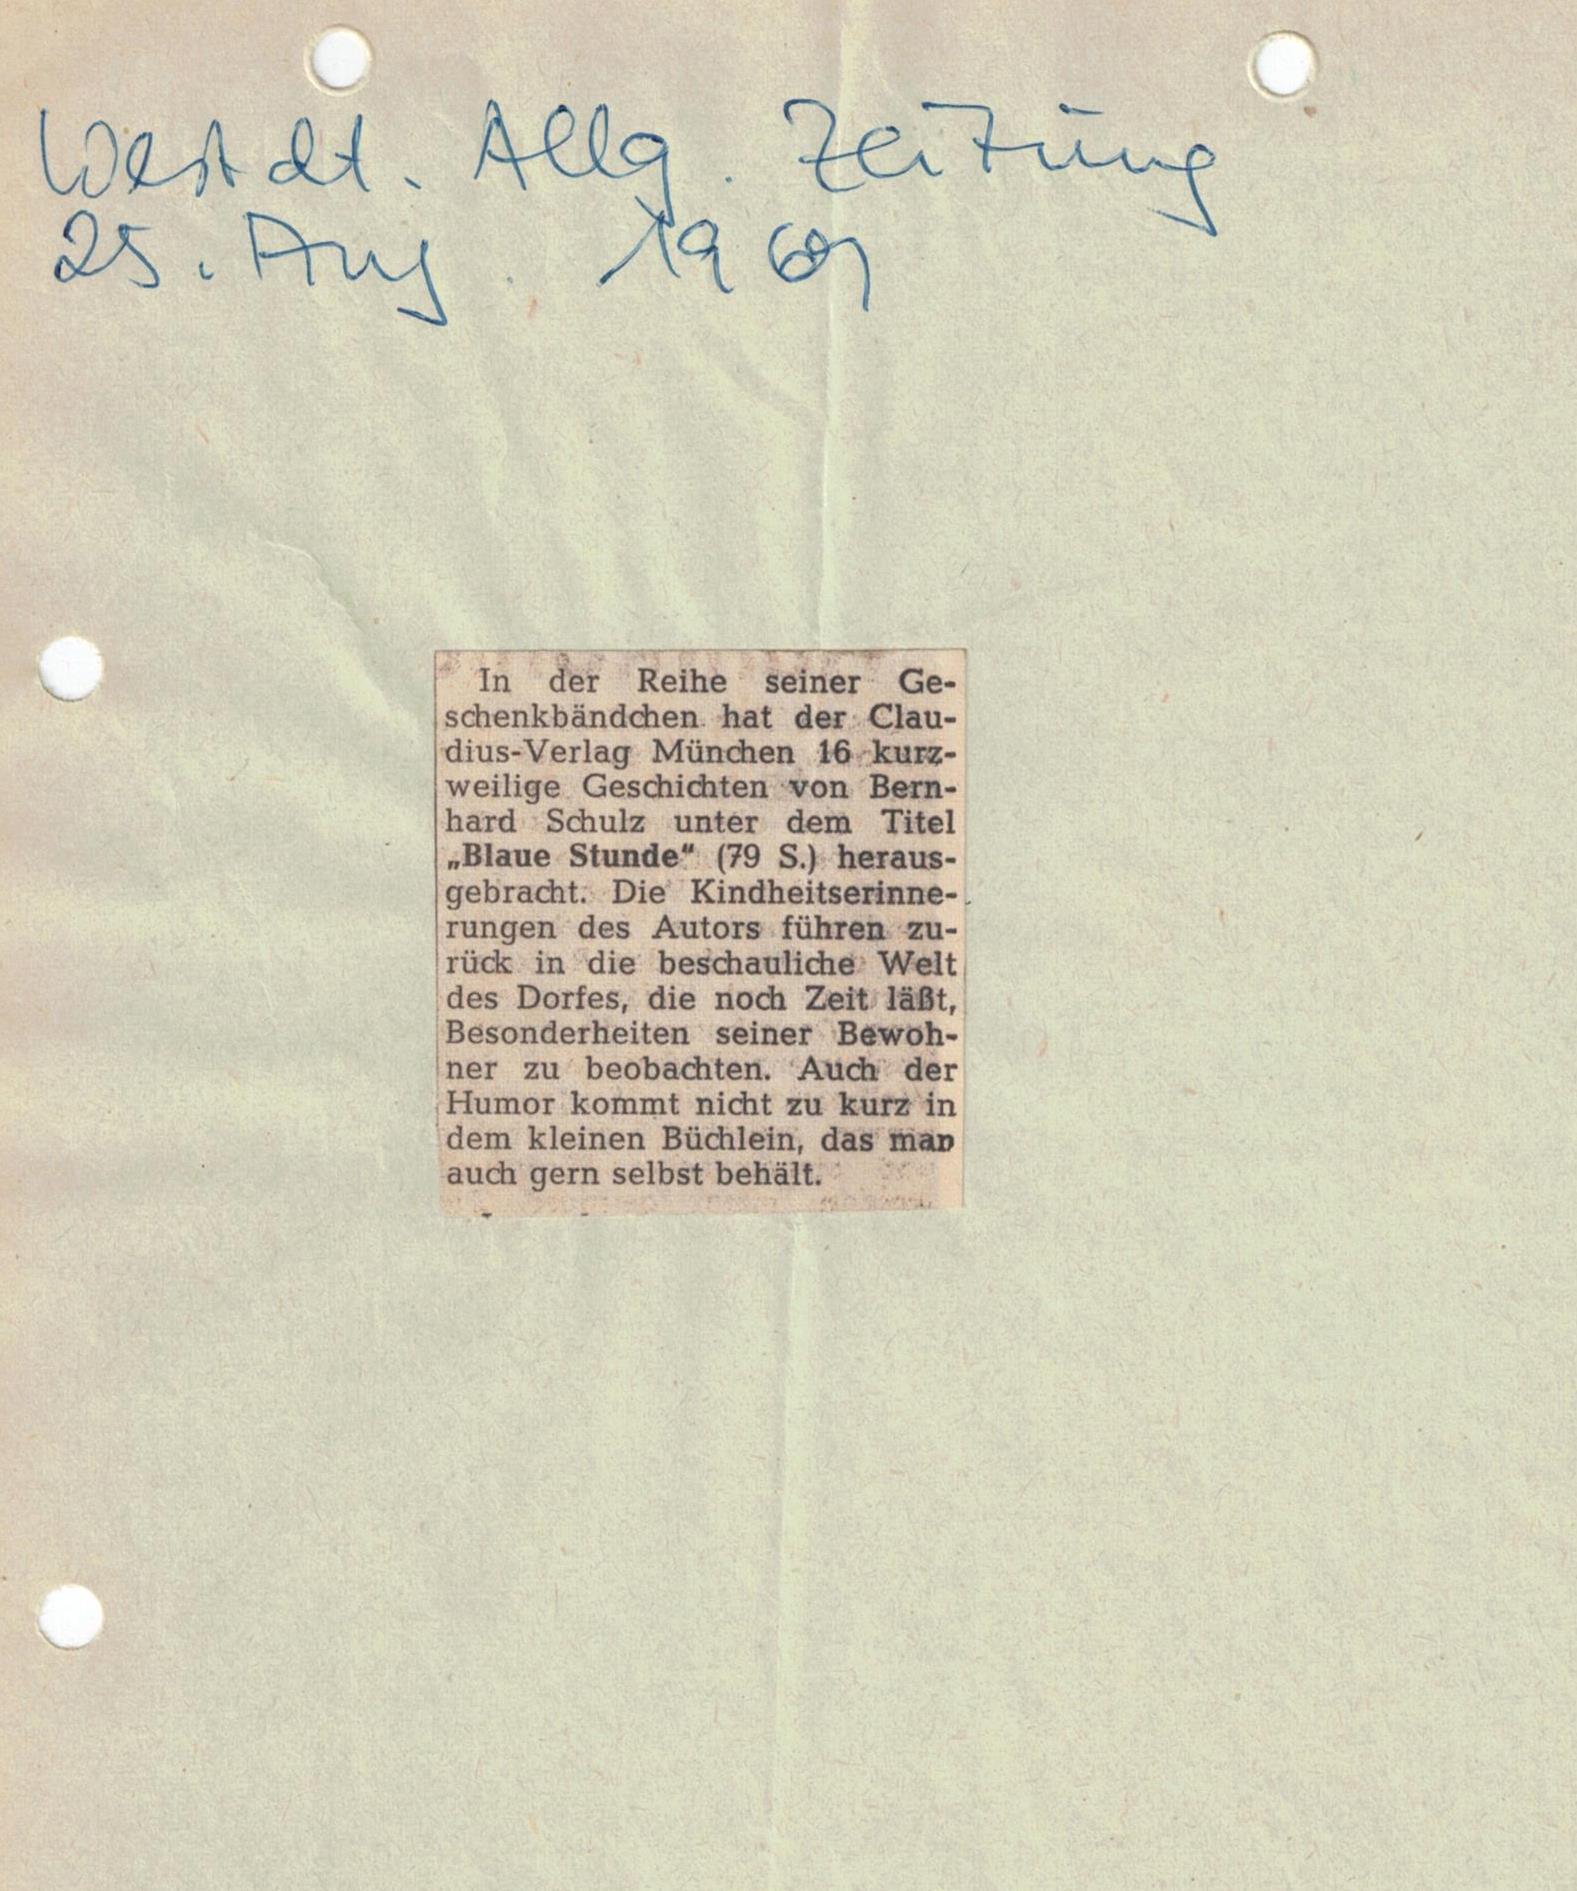 Westdt. Allg. Zeitung
25. Aug. 1969
In der Reihe seiner Ge-
schenkbändchen hat der Clau-
dius-Verlag München 16 kurz-
weilige Geschichten von Bern-
hard Schulz unter dem Titel
„Blaue Stunde“ (79 S.) heraus-
gebracht. Die Kindheitserinne-
rungen des Autors führen zu-
rück in die beschauliche Welt
des Dorfes, die noch Zeit läßt,
Besonderheiten seiner Bewoh-
ner zu beobachten. Auch der
Humor kommt nicht zu kurz in
dem kleinen Büchlein, das man
auch gern selbst behält.